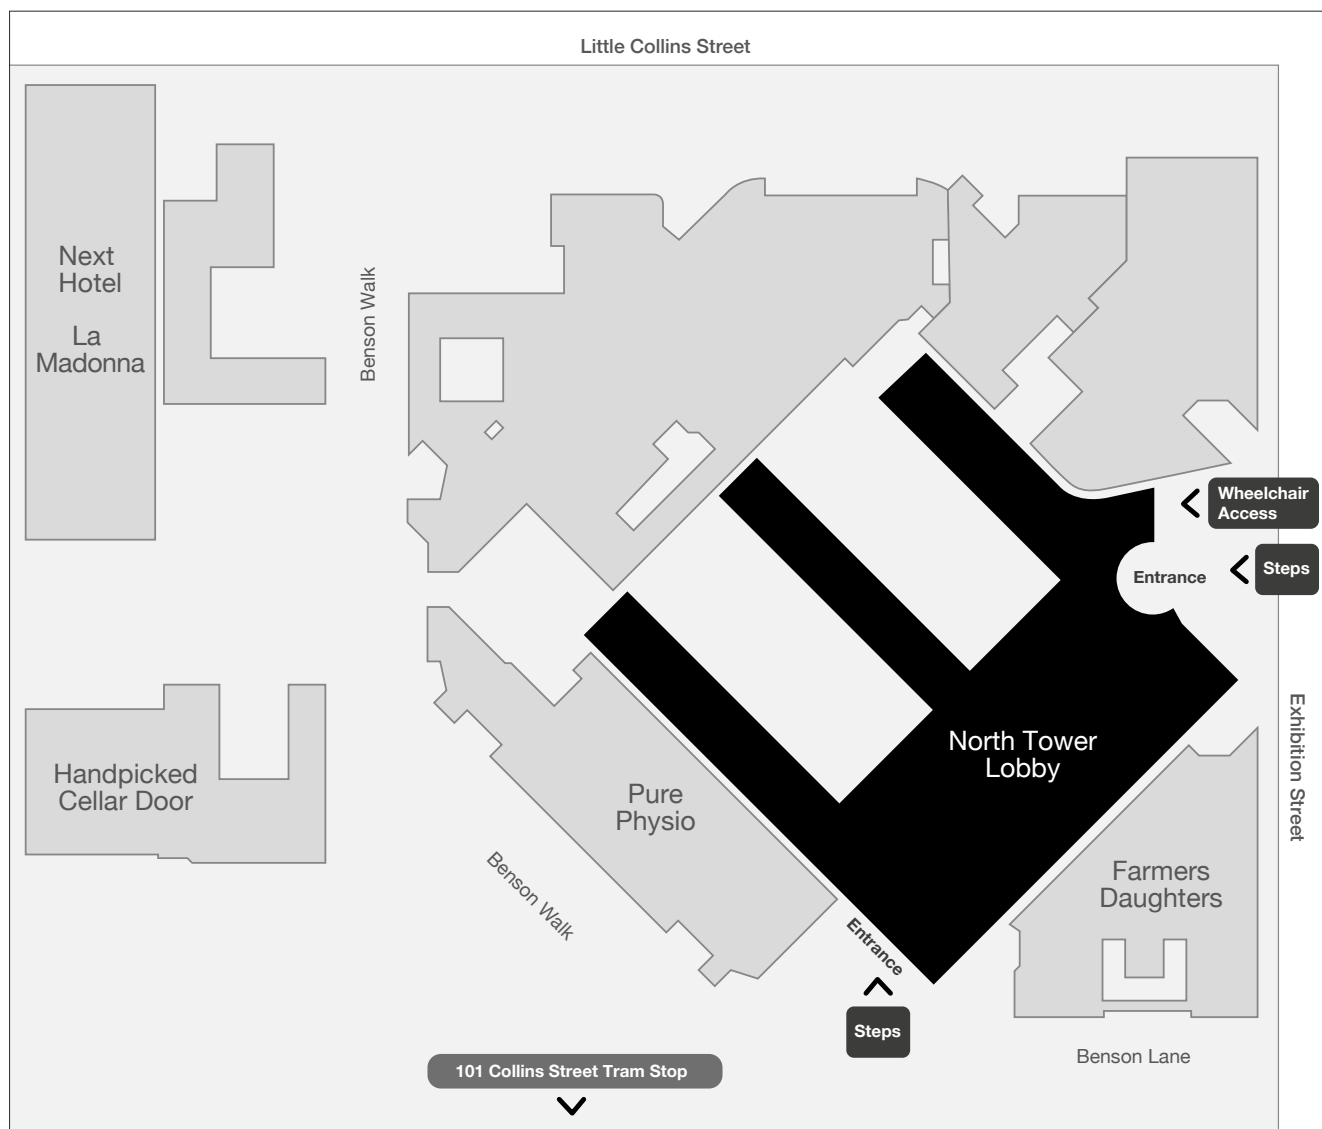 Little Collins Street
Next
Hotel
La
Madonna
Benson Walk
Wheelchair
Access
Entrance
Steps
North Tower
Lobby
Exhibition Street
Handpicked
Cellar Door
Pure
Physio
Benson Walk
Farmers
Daughters
Entrance
Steps
Benson Lane
101 Collins Street Tram Stop